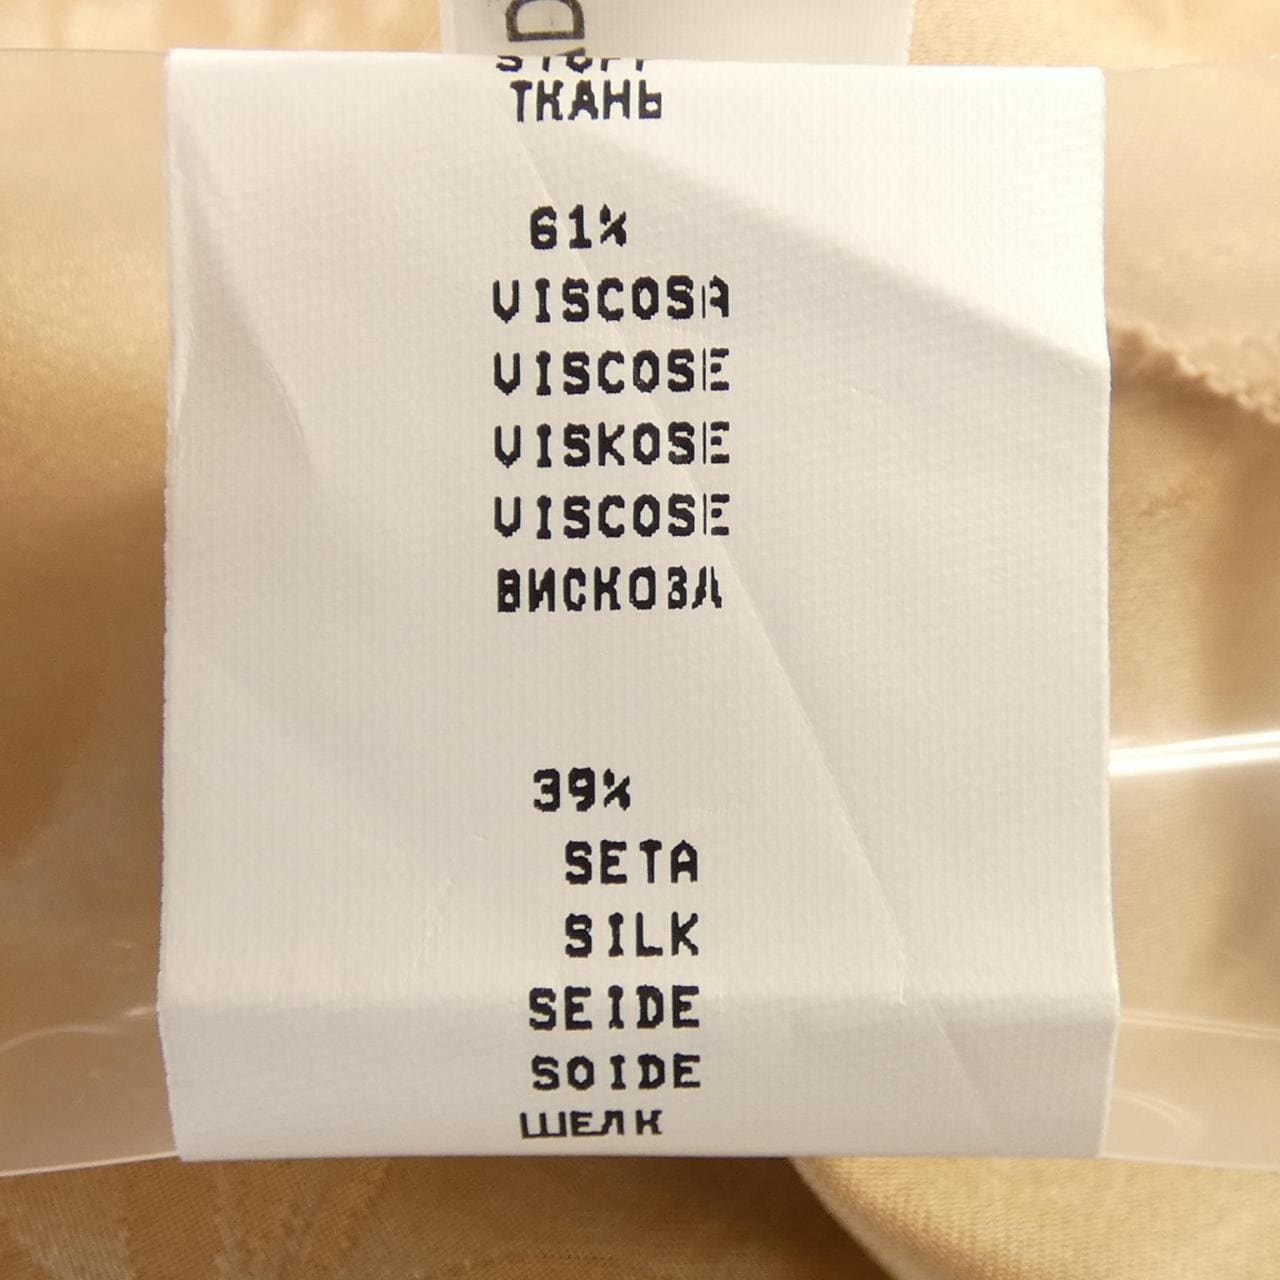 ТКАНЬ
61%
VISCOSA
VISCOSE
VISKOSE
VISCOSE
ВИСКОЗА
39%
SETA
SILK
SEIDE
SOIDE
ШЕЛК